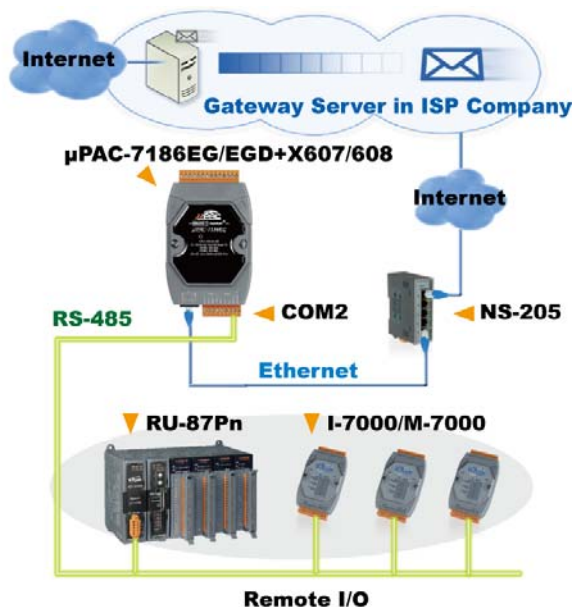 Internet
Gateway Server in ISP Company
µPAC-7186EG/EGD+X607/608
Internet
RS-485
COM2
NS-205
Ethernet
RU-87Pn
I-7000/M-7000
Remote I/O